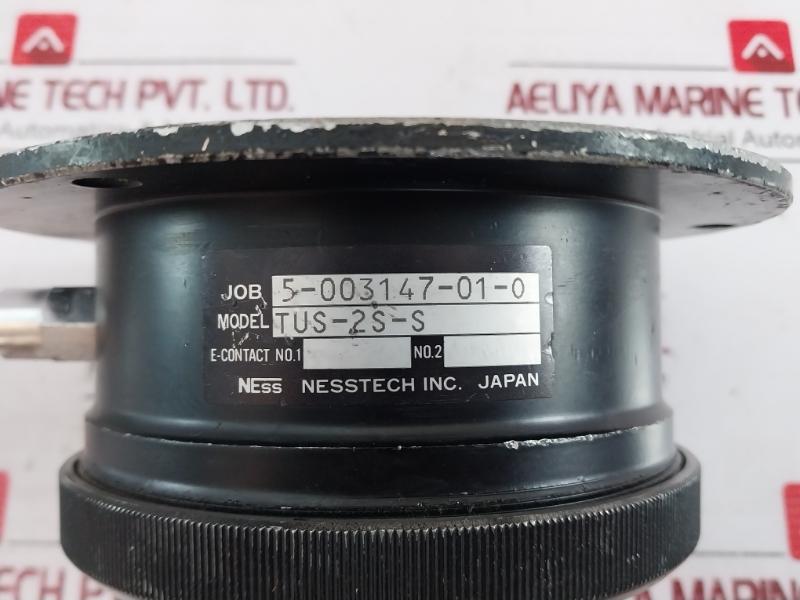 NE TECH PVT. LTD.
AELIYA MARINE T
JOB 5-003147-01-0
MODEL TUS-2S-S
E-CONTACT NO.1 NO.2
NESS NESSTECH INC. JAPAN